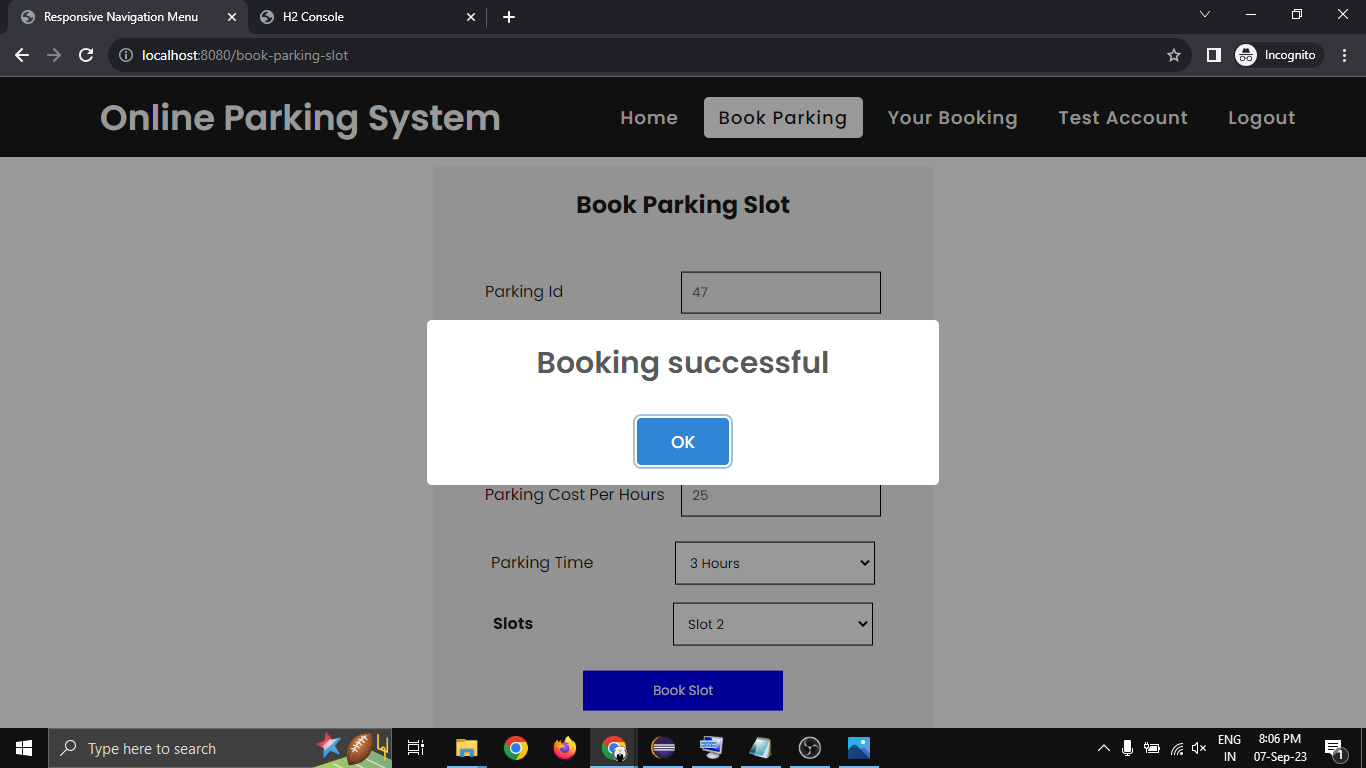 Responsive Navigation Menu
H2 Console
localhost:8080/book-parking-slot
Incognito
Online Parking System
Home
Book Parking
Your Booking
Test Account
Logout
Book Parking Slot
Parking Id
47
Booking successful
OK
Parking Cost Per Hours
25
Parking Time
3 Hours
Slots
Slot 2
Book Slot
Type here to search
ENG
IN
8:06 PM
07-Sep-23
1